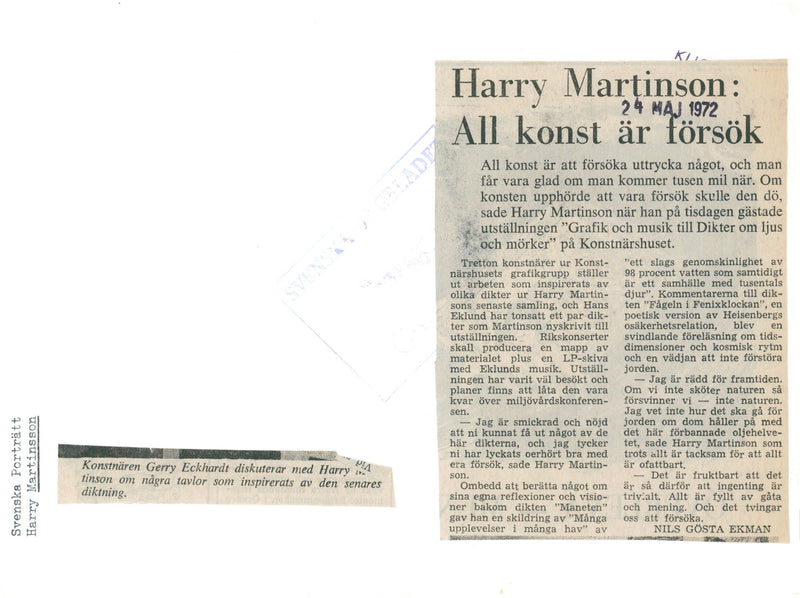 Harry Martinson:
24 MAJ 1972
All konst är försök
All konst är att försöka uttrycka något, och man
får vara glad om man kommer tusen mil när. Om
konsten upphörde att vara försök skulle den dö,
sade Harry Martinson när han på tisdagen gästade
utställningen "Grafik och musik till Dikter om ljus
och mörker" på Konstnärshuset.
Tretton konstnärer ur Konst-
närshusets grafikgrupp ställer
ut arbeten som inspirerats av
olika dikter ur Harry Martin-
sons senaste samling, och Hans
Eklund har tonsatt ett par dik-
ter som Martinson nyskrivit till
utställningen. Rikskonserter
skall producera en mapp av
materialet plus en LP-skiva
med Eklunds musik. Utställ-
ningen har varit väl besökt och
planer finns att låta den vara
kvar över miljövårdskonferen-
sen.
— Jag är smickrad och nöjd
att ni kunnat få ut något av de
här dikterna, och jag tycker
ni har lyckats oerhört bra med
era försök, sade Harry Martin-
son.
Ombedd att berätta något om
sina egna reflexioner och visio-
ner bakom dikten "Maneten"
gav han en skildring av "Många
upplevelser i många hav" av
"ett slags genomskinlighet av
98 procent vatten som samtidigt
är ett samhälle med tusentals
djur". Kommentarerna till dik-
ten "Fågeln i Fenixklockan", en
poetisk version av Heisenbergs
osäkerhetsrelation, blev en
svindlande föreläsning om tids-
dimensioner och kosmisk rytm
och en vädjan att inte förstöra
jorden.
— Jag är rädd för framtiden.
Om vi inte sköter naturen så
försvinner vi — inte naturen.
Jag vet inte hur det ska gå för
jorden om dom håller på med
det här förbannade oljehelve-
tet, sade Harry Martinson som
trots allt är tacksam för att allt
är ofattbart.
— Det är fruktbart att det
är så därför att ingenting är
trivialt. Allt är fyllt av gåta
och mening. Och det tvingar
oss att försöka.
NILS GÖSTA EKMAN
SVENSKA DAGBLADET
Konstnären Gerry Eckhardt diskuterar med Harry M
tinson om några tavlor som inspirerats av den senares
diktning.
Svenska Porträtt
Harry Martinsson